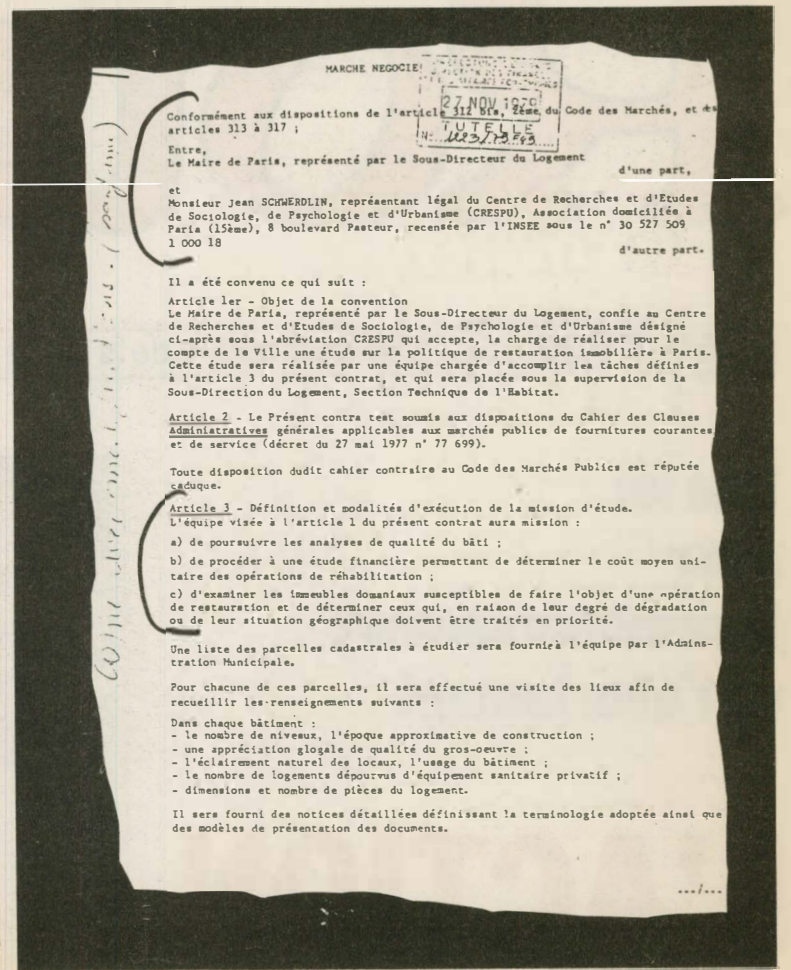 MARCHE NEGOCIE
27 NOV 1979
TUTELLE
Conformément aux dispositions de l'article 312 bis, 2ème, du Code des Marchés, et des
articles 313 à 317 ;
Entre,
Le Maire de Paris, représenté par le Sous-Directeur du Logement
d'une part,
et
Monsieur Jean SCHWERDLIN, représentant légal du Centre de Recherches et d'Etudes
de Sociologie, de Psychologie et d'Urbanisme (CRESPU), Association domiciliée à
Paris (15ème), 8 boulevard Pasteur, recensée par l'INSEE sous le n° 30 527 509
1 000 18
d'autre part.
Il a été convenu ce qui suit :
Article 1er - Objet de la convention
Le Maire de Paris, représenté par le Sous-Directeur du Logement, confie au Centre
de Recherches et d'Etudes de Sociologie, de Psychologie et d'Urbanisme désigné
ci-après sous l'abréviation CRESPU qui accepte, la charge de réaliser pour le
compte de le Ville une étude sur la politique de restauration immobilière à Paris.
Cette étude sera réalisée par une équipe chargée d'accomplir les tâches définies
à l'article 3 du présent contrat, et qui sera placée sous la supervision de la
Sous-Direction du Logement, Section Technique de l'Habitat.
Article 2 - Le Présent contra test soumis aux dispositions du Cahier des Clauses
Adminiatratives générales applicables aux marchés publics de fournitures courantes
et de service (décret du 27 mai 1977 n° 77 699).
Toute disposition dudit cahier contraire au Code des Marchés Publics est réputée
caduque.
Article 3 - Définition et modalités d'exécution de la mission d'étude.
L'équipe visée à l'article 1 du présent contrat aura mission :
a) de poursuivre les analyses de qualité du bâti ;
b) de procéder à une étude financière permettant de déterminer le coût moyen uni-
taire des opérations de réhabilitation ;
c) d'examiner les immeubles domaniaux susceptibles de faire l'objet d'une opération
de restauration et de déterminer ceux qui, en raison de leur degré de dégradation
ou de leur situation géographique doivent être traités en priorité.
Une liste des parcelles cadastrales à étudier sera fournieà l'équipe par l'Admins-
tration Municipale.
Pour chacune de ces parcelles, il sera effectué une visite des lieux afin de
recueillir les renseignements suivants :
Dans chaque bâtiment :
- le nombre de niveaux, l'époque approximative de construction ;
- une appréciation glogale de qualité du gros-oeuvre ;
- l'éclairement naturel des locaux, l'usage du bâtiment ;
- le nombre de logements dépourvus d'équipement sanitaire privatif ;
- dimensions et nombre de pièces du logement.
Il sera fourni des notices détaillées définissant la terminologie adoptée ainsi que
des modèles de présentation des documents.
.../...